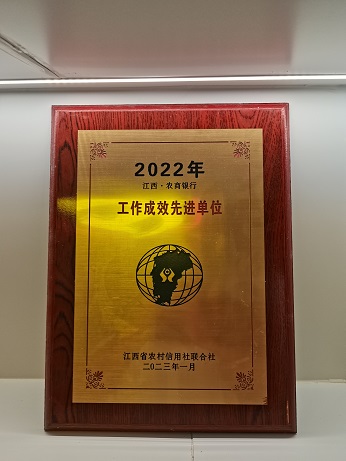 2022年
江西·农商银行
工作成效先进单位
江西省农村信用社联合社
二〇二三年一月